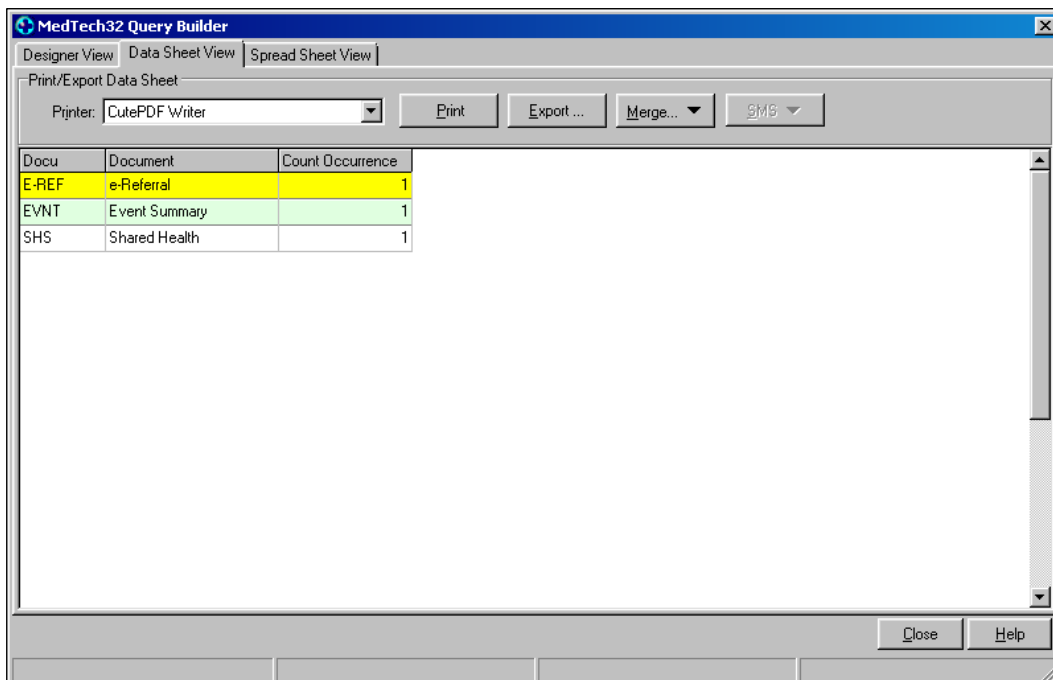 MedTech32 Query Builder
Designer View Data Sheet View Spread Sheet View
Print/Export Data Sheet
Printer: CutePDF Writer Print Export ... Merge... SMS
Docu Document Count Occurrence
E-REF e-Referral 1
EVNT Event Summary 1
SHS Shared Health 1
Close Help